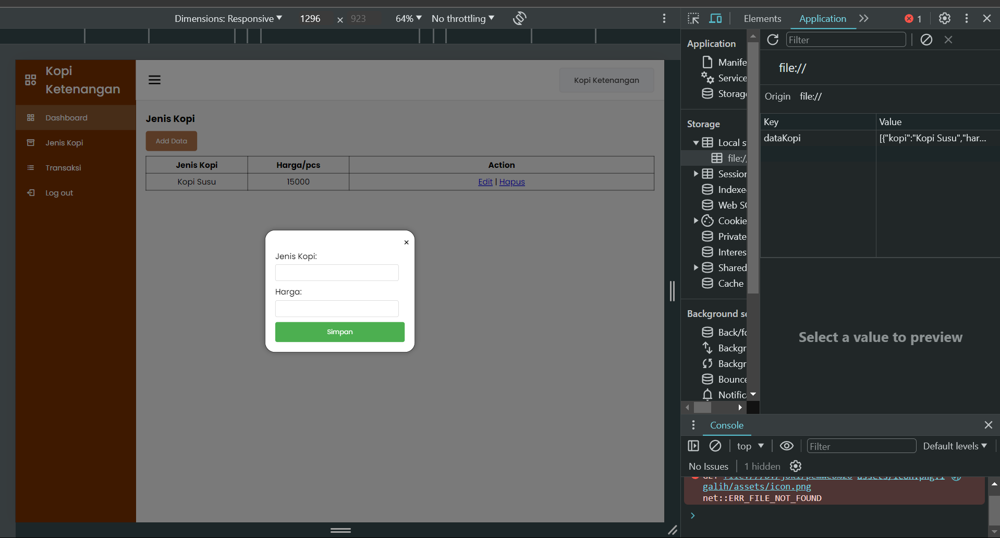 Dimensions: Responsive 1296 × 923 64% No throttling
Elements Application 1
Kopi
Ketenangan
Dashboard
Jenis Kopi
Transaksi
Log out
Kopi Ketenangan
Jenis Kopi
Add Data
Jenis Kopi Harga/pcs Action
Kopi Susu 15000 Edit | Hapus
×
Jenis Kopi:
Harga:
Simpan
Application
Manife
Service
Storag
Storage
Local s
file:/
Session
Indexe
Web S
Cookie
Private
Interes
Shared
Cache
Background se
Back/fo
Backgr
Backgr
Bounce
Notific
Filter
file://
Origin file://
Key Value
dataKopi [{"kopi":"Kopi Susu","har...
Select a value to preview
Console
top Filter Default levels
No Issues 1 hidden
galih/assets/icon.png
net::ERR_FILE_NOT_FOUND